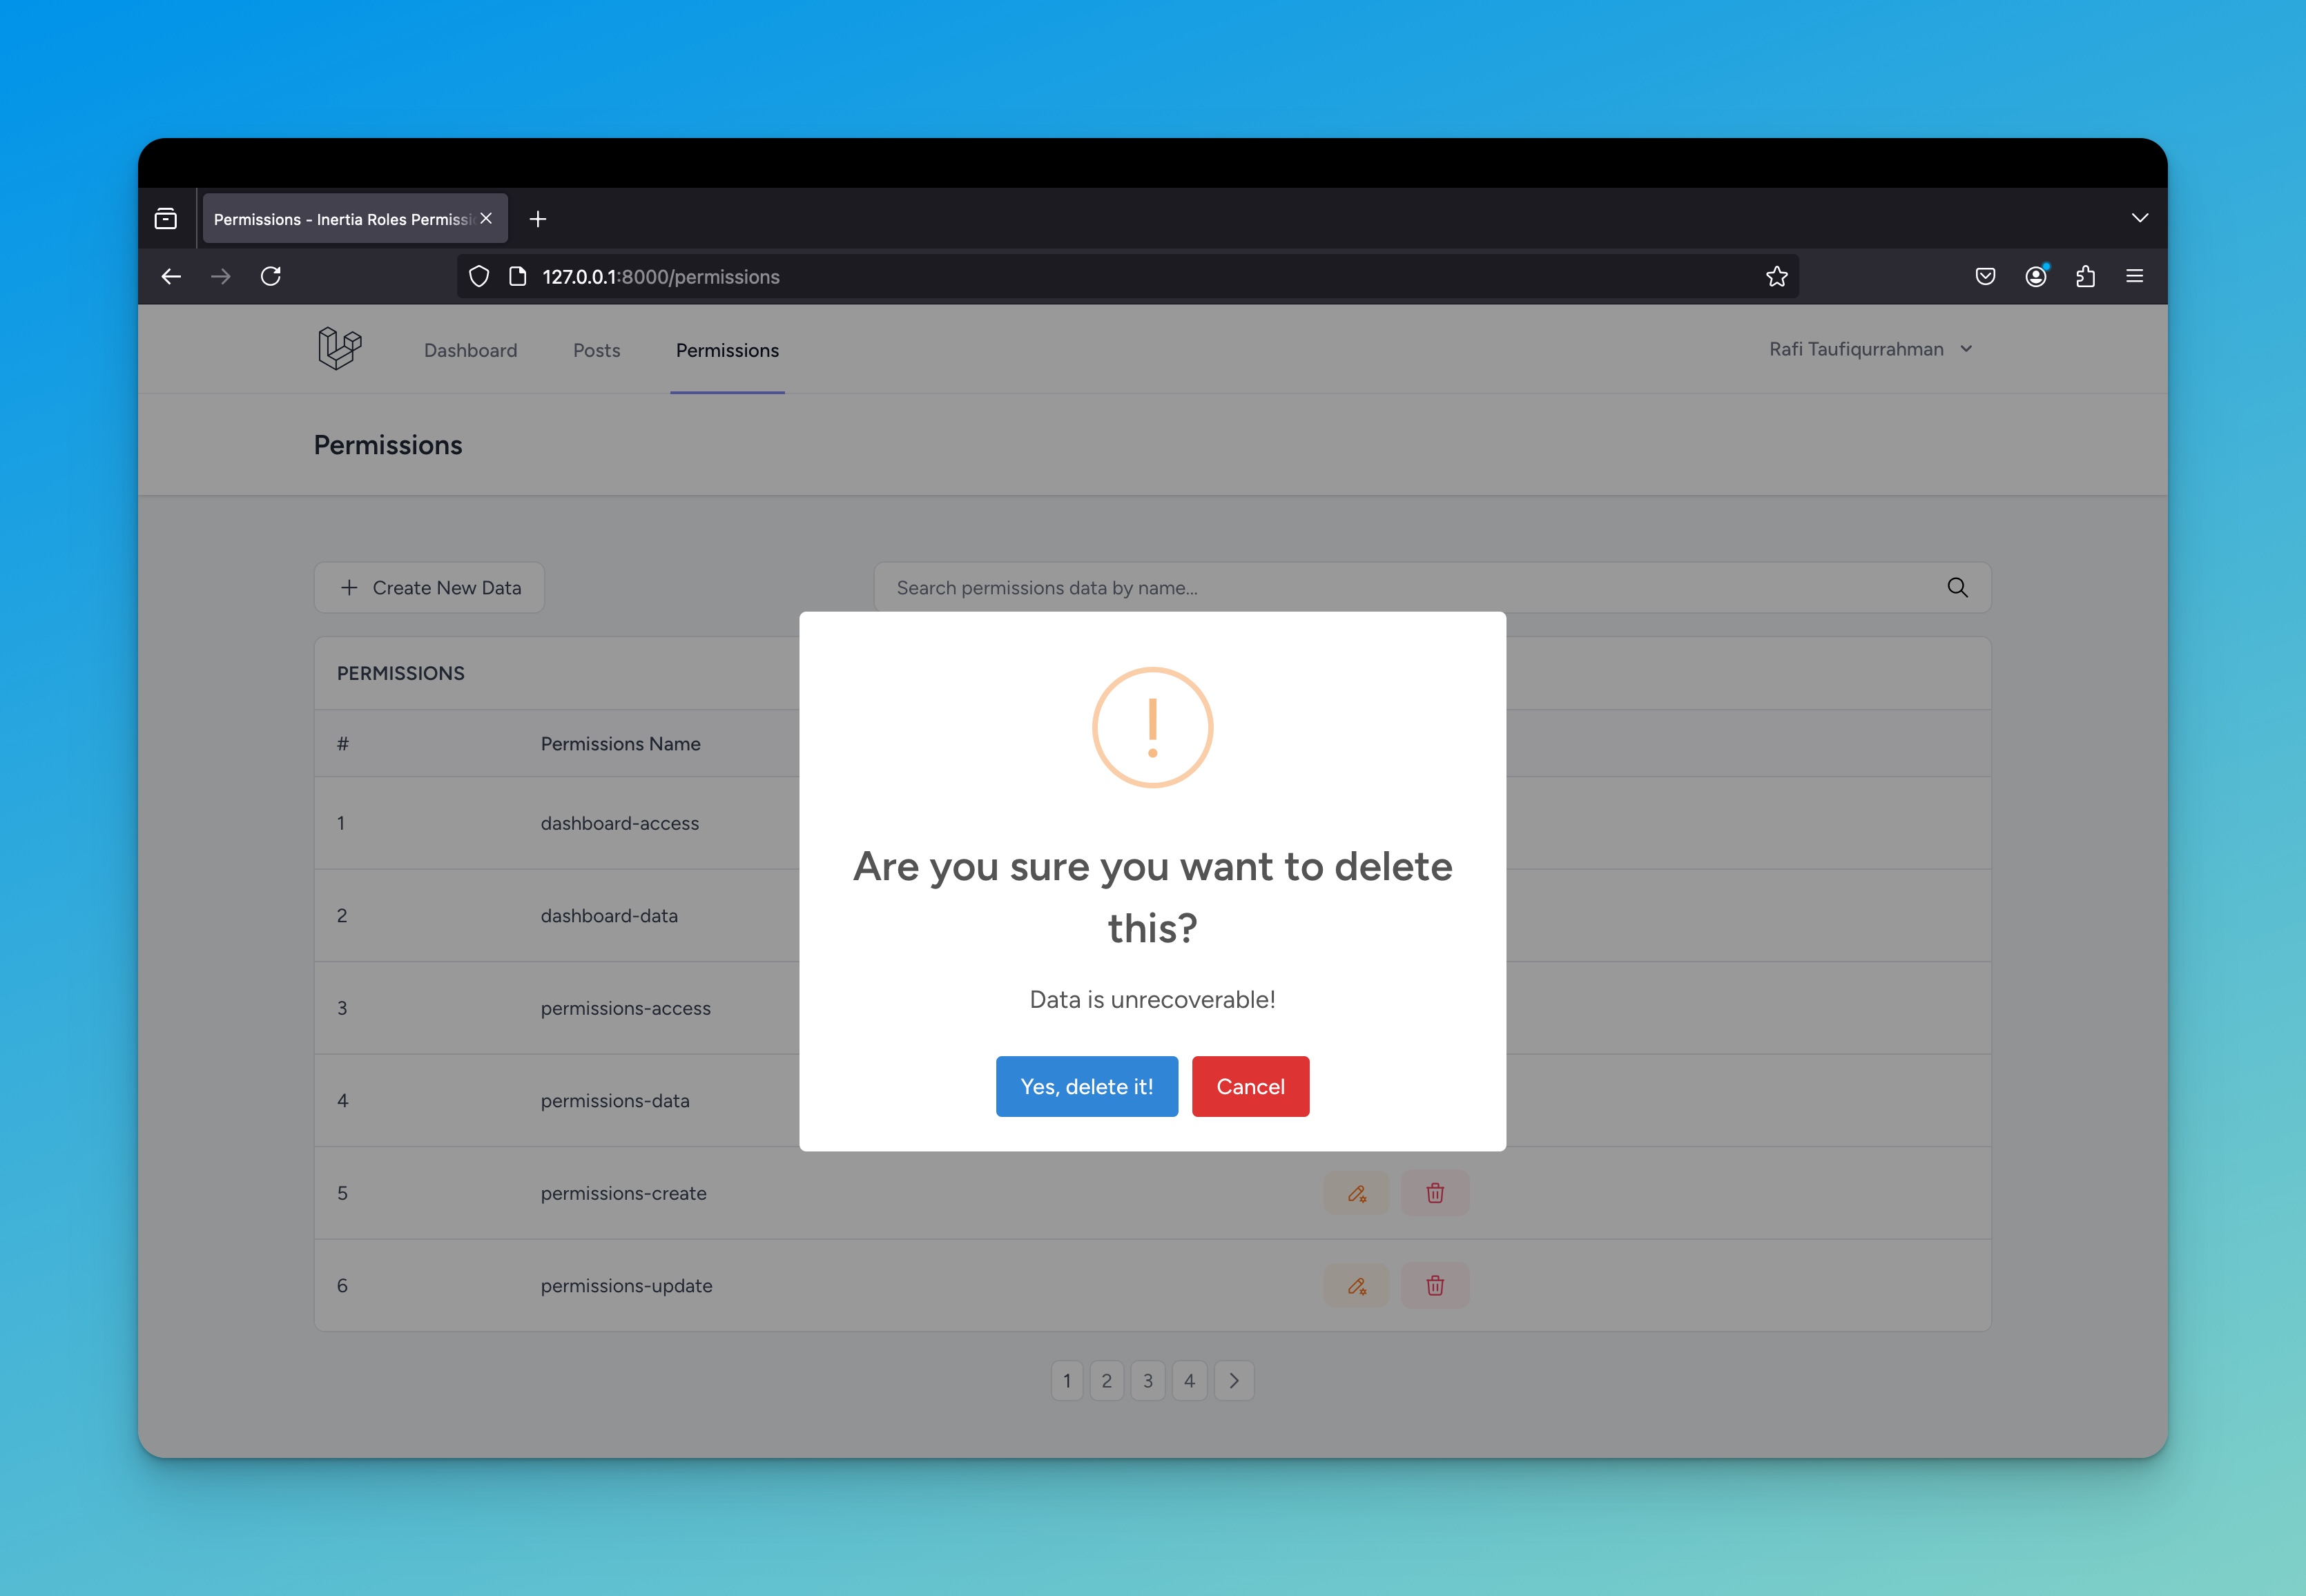 Permissions - Inertia Roles Permissi
127.0.0.1:8000/permissions
Dashboard Posts Permissions Rafi Taufiqurrahman
Permissions
Create New Data
Search permissions data by name...
PERMISSIONS
# Permissions Name
1 dashboard-access
2 dashboard-data
3 permissions-access
4 permissions-data
5 permissions-create
6 permissions-update
Are you sure you want to delete
this?
Data is unrecoverable!
Yes, delete it! Cancel
1 2 3 4